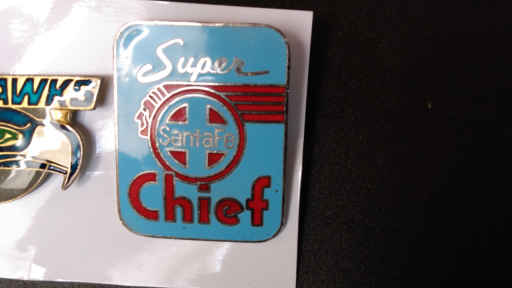 AWKS
Super
Santa Fe
Chief